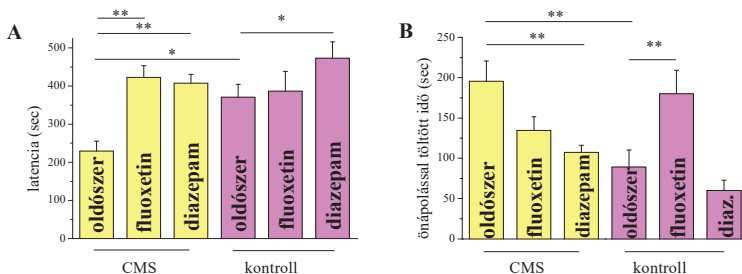 A
**
**
*
*
latencia (sec)
500
400
300
200
100
0
oldószer
fluoxetin
diazepam
oldószer
fluoxetin
diazepam
CMS
kontroll
B
**
**
**
önápolással töltött idő (sec)
250
200
150
100
50
0
oldószer
fluoxetin
diazepam
oldószer
fluoxetin
diaz.
CMS
kontroll